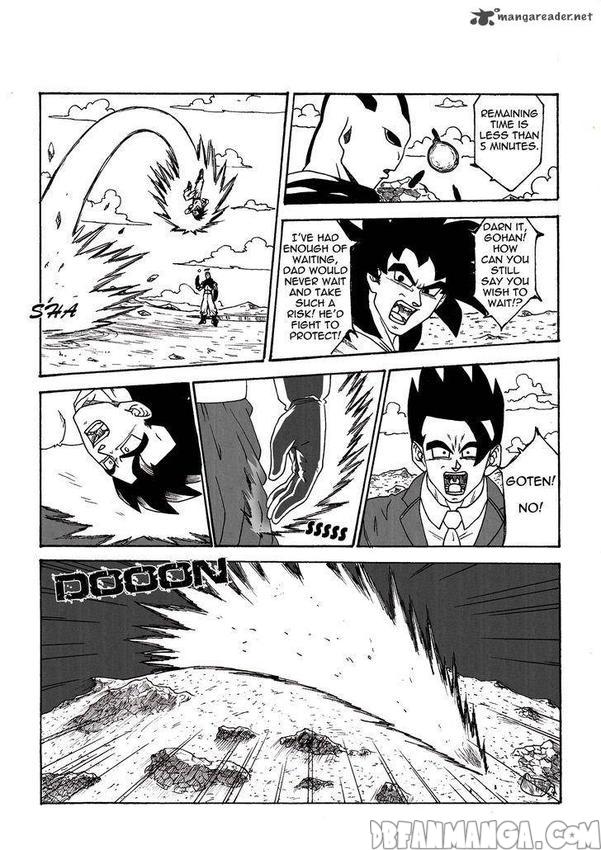 mangareader.net
REMAINING
TIME IS
LESS THAN
5 MINUTES.
SHA
DARN IT,
GOHAN!
HOW
CAN YOU
STILL
SAY YOU
WISH TO
WAIT!?
I'VE HAD
ENOUGH OF
WAITING,
DAD WOULD
NEVER WAIT
AND TAKE
SUCH A
RISK! HE'D
FIGHT TO
PROTECT!
SSSSS
GOTEN!
NO!
DOOON
DBFANMANGA.COM